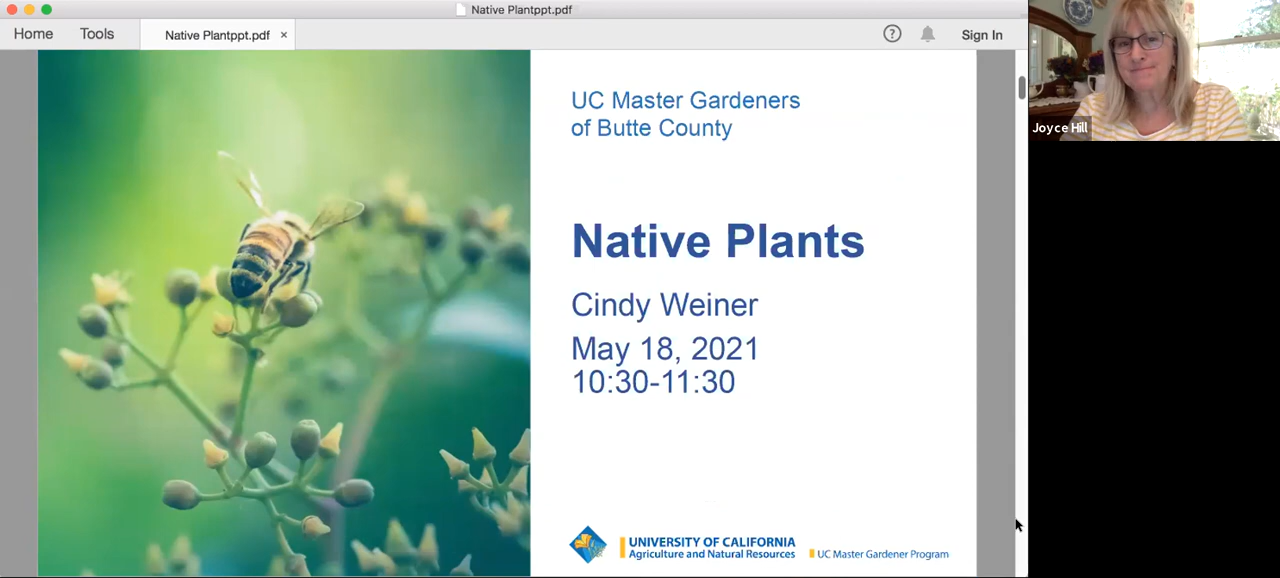 Native Plantppt.pdf
Home
Tools
Native Plantppt.pdf ×
?
Sign In
UC Master Gardeners
of Butte County
Native Plants
Cindy Weiner
May 18, 2021
10:30-11:30
UNIVERSITY OF CALIFORNIA
Agriculture and Natural Resources
UC Master Gardener Program
Joyce Hill